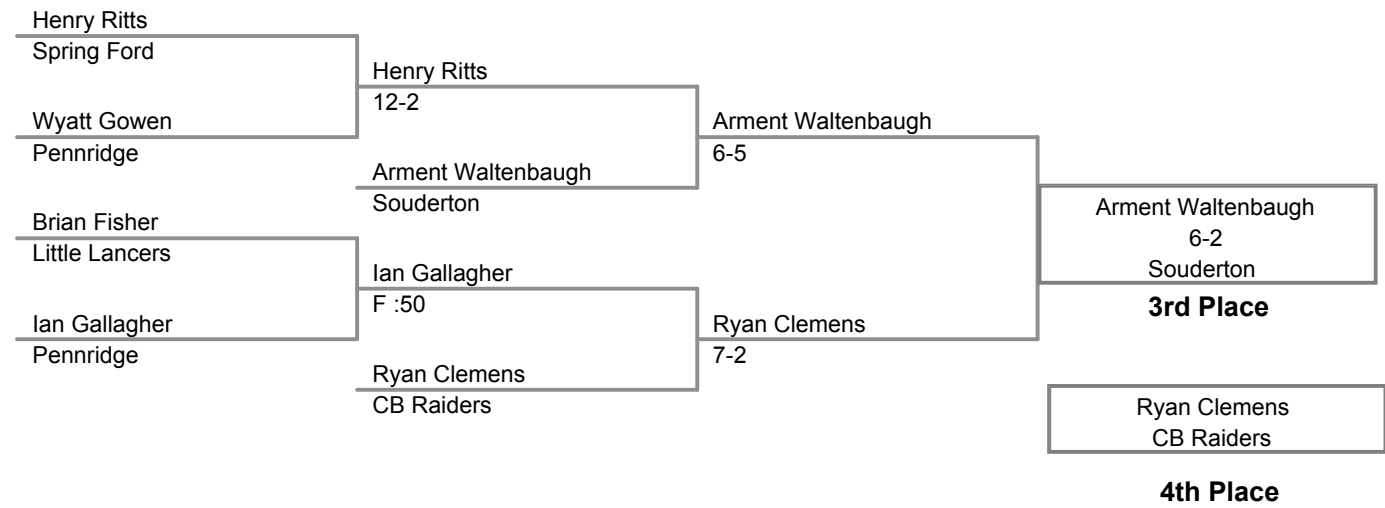 Henry Ritts
Spring Ford
Wyatt Gowen
Pennridge
Brian Fisher
Little Lancers
Ian Gallagher
Pennridge
Henry Ritts
12-2
Arment Waltenbaugh
Souderton
Ian Gallagher
F :50
Ryan Clemens
CB Raiders
Arment Waltenbaugh
6-5
Ryan Clemens
7-2
Arment Waltenbaugh
6-2
Souderton
3rd Place
Ryan Clemens
CB Raiders
4th Place